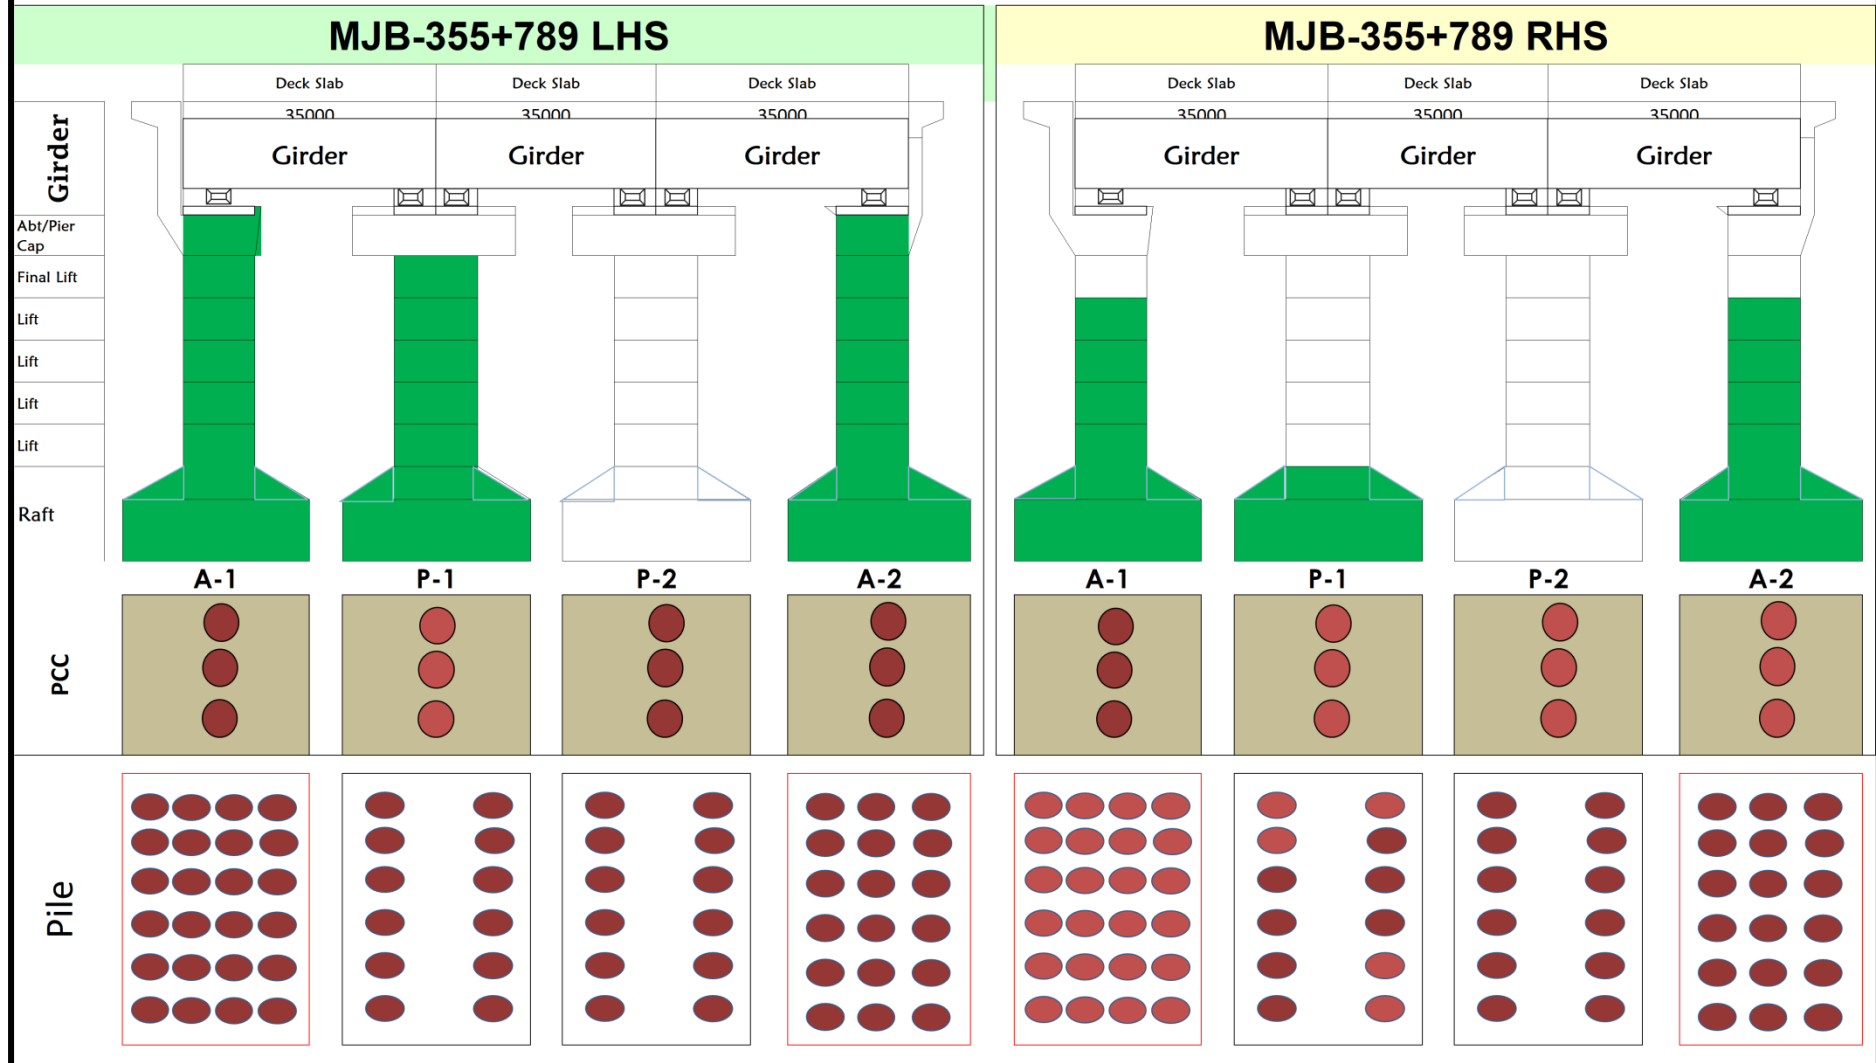 MJB-355+789 LHS
MJB-355+789 RHS
Deck Slab Deck Slab Deck Slab Deck Slab Deck Slab Deck Slab
35000 35000 35000 35000 35000 35000
Girder
Girder Girder Girder Girder Girder Girder
Abt/Pier
Cap
Final Lift
Lift
Lift
Lift
Lift
Raft
A-1 P-1 P-2 A-2 A-1 P-1 P-2 A-2
PCC
Pile